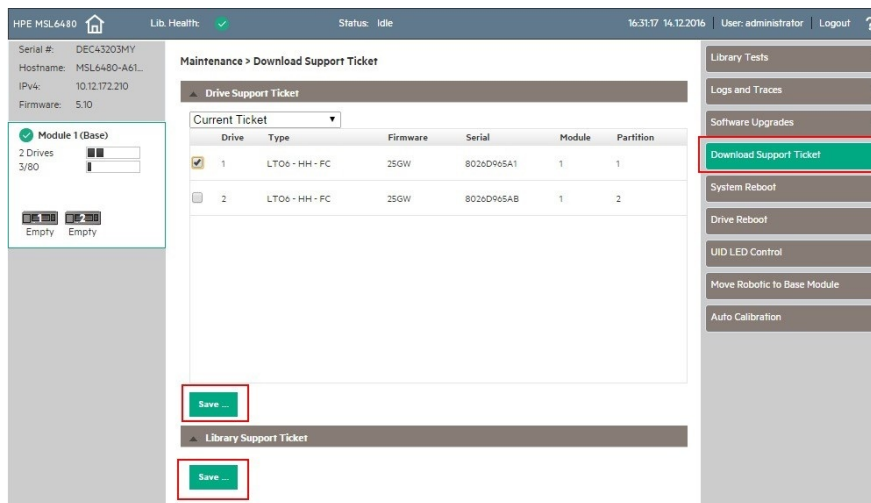 HPE MSL6480 Lib. Health: Status: Idle 16:31:17 14.12.2016 User: administrator Logout ?
Serial #: DEC43203MY
Hostname: MSL6480-A61...
IPv4: 10.12.172.210
Firmware: 5.10
Module 1 (Base)
2 Drives
3/80
1 2
Empty Empty
Maintenance > Download Support Ticket
Drive Support Ticket
Current Ticket
Drive Type Firmware Serial Module Partition
1 LTO6 - HH - FC 25GW 8026D965A1 1 1
2 LTO6 - HH - FC 25GW 8026D965AB 1 2
Save ...
Library Support Ticket
Save ...
Library Tests
Logs and Traces
Software Upgrades
Download Support Ticket
System Reboot
Drive Reboot
UID LED Control
Move Robotic to Base Module
Auto Calibration